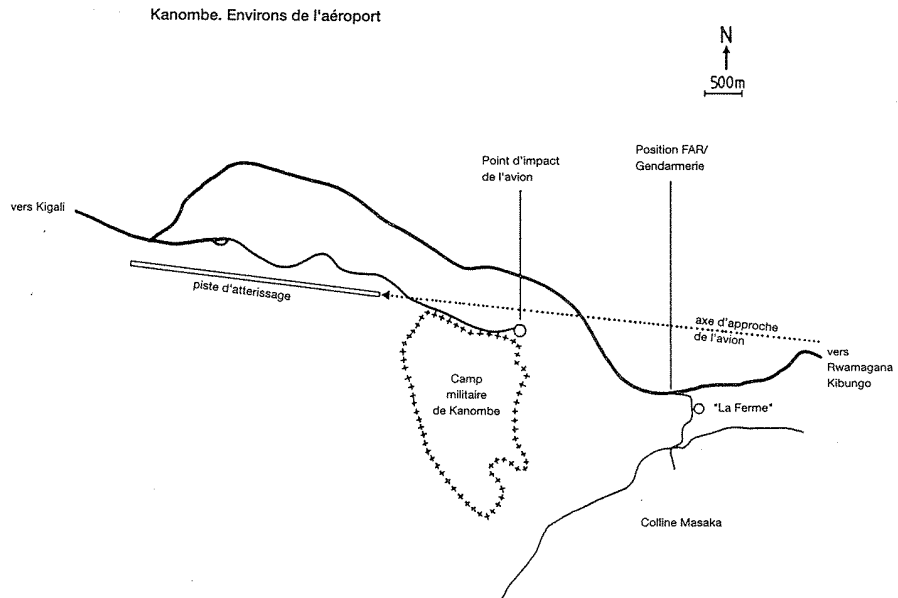 Kanombe. Environs de l'aéroport
N
500m
Position FAR/
Gendarmerie
Point d'impact
de l'avion
vers Kigali
piste d'atterissage
axe d'approche
de l'avion
vers
Rwamagana
Kibungo
Camp
militaire
de Kanombe
"La Ferme"
Colline Masaka